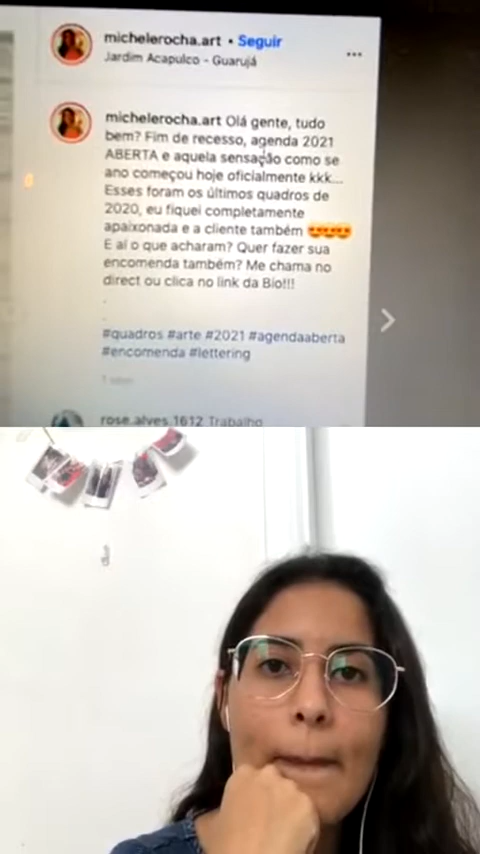 michelerocha.art • Seguir
Jardim Acapulco - Guarujá
michelerocha.art Olá gente, tudo
bem? Fim de recesso, agenda 2021
ABERTA e aquela sensação como se
ano começou hoje oficialmente kkk...
Esses foram os últimos quadros de
2020, eu fiquei completamente
apaixonada e a cliente também 😍😍😍😍
E aí o que acharam? Quer fazer sua
encomenda também? Me chama no
direct ou clica no link da Bio!!!
.
.
#quadros #arte #2021 #agendaaberta
#encomenda #lettering
rose.alves.1612 Trabalho